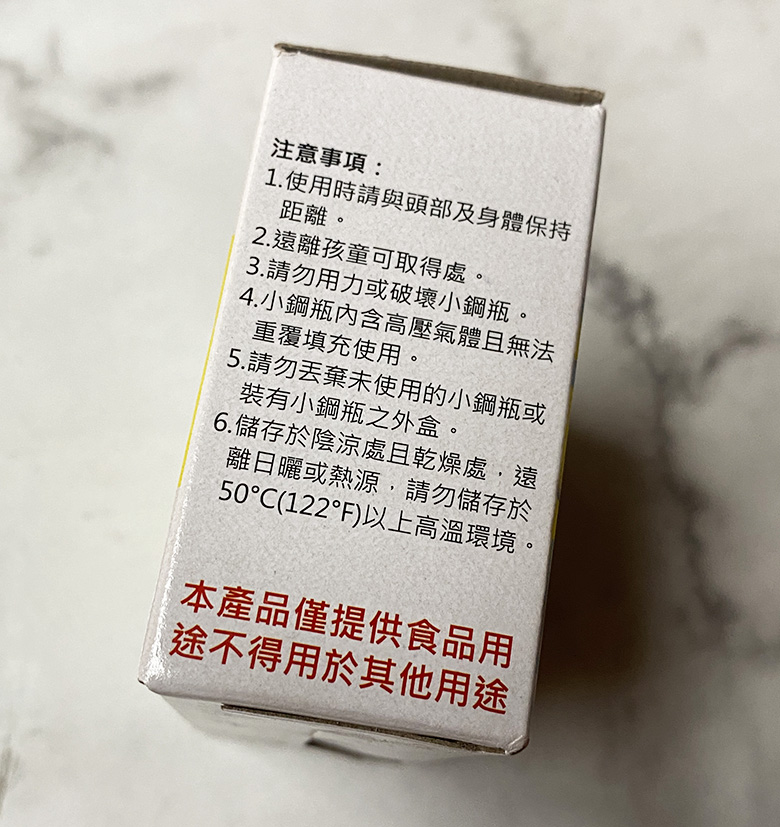 注意事項：
1.使用時請與頭部及身體保持
距離。
2.遠離孩童可取得處。
3.請勿用力或破壞小鋼瓶。
4.小鋼瓶內含高壓氣體且無法
重覆填充使用。
5.請勿丟棄未使用的小鋼瓶或
裝有小鋼瓶之外盒。
6.儲存於陰涼處且乾燥處，遠
離日曬或熱源，請勿儲存於
50°C(122°F)以上高溫環境。
本產品僅提供食品用
途不得用於其他用途